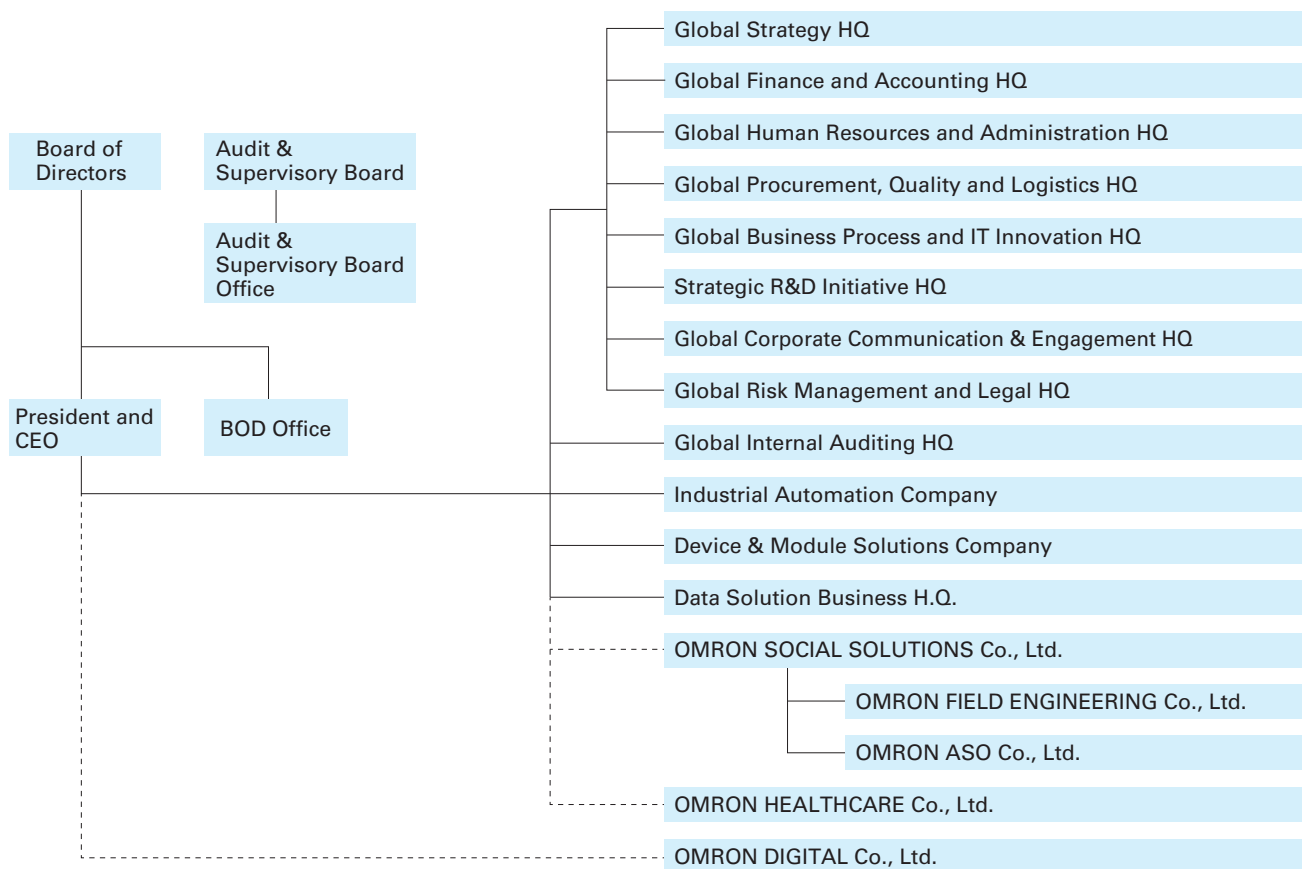 Board of
Directors
Audit &
Supervisory Board
Audit &
Supervisory Board
Office
President and
CEO
BOD Office
Global Strategy HQ
Global Finance and Accounting HQ
Global Human Resources and Administration HQ
Global Procurement, Quality and Logistics HQ
Global Business Process and IT Innovation HQ
Strategic R&D Initiative HQ
Global Corporate Communication & Engagement HQ
Global Risk Management and Legal HQ
Global Internal Auditing HQ
Industrial Automation Company
Device & Module Solutions Company
Data Solution Business H.Q.
OMRON SOCIAL SOLUTIONS Co., Ltd.
OMRON FIELD ENGINEERING Co., Ltd.
OMRON ASO Co., Ltd.
OMRON HEALTHCARE Co., Ltd.
OMRON DIGITAL Co., Ltd.